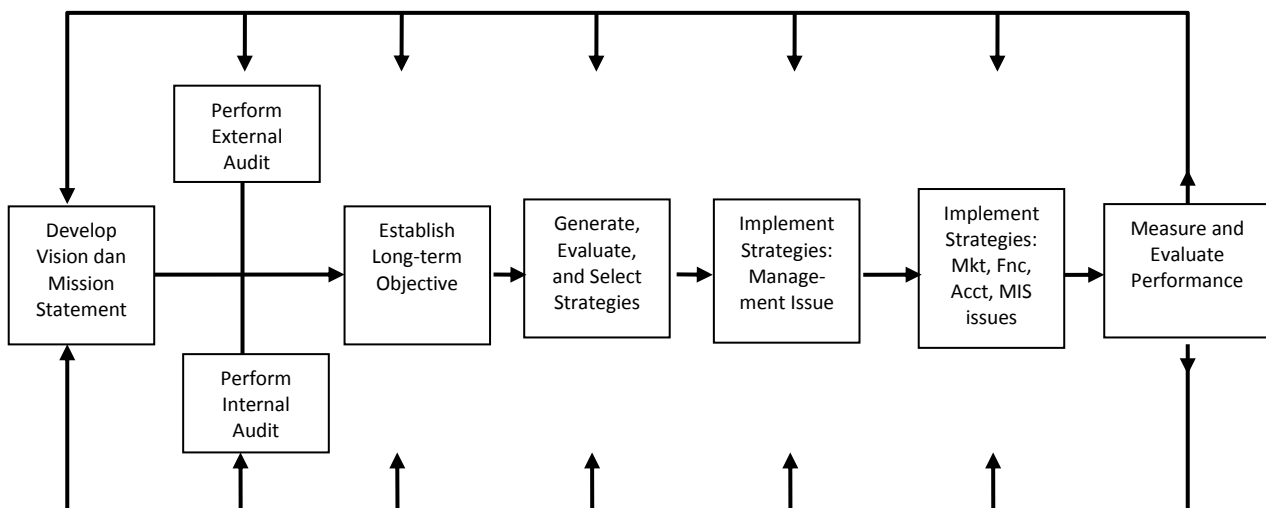 Perform
External
Audit
Develop
Vision dan
Mission
Statement
Establish
Long-term
Objective
Generate,
Evaluate,
and Select
Strategies
Implement
Strategies:
Manage-
ment Issue
Implement
Strategies:
Mkt, Fnc,
Acct, MIS
issues
Measure and
Evaluate
Performance
Perform
Internal
Audit